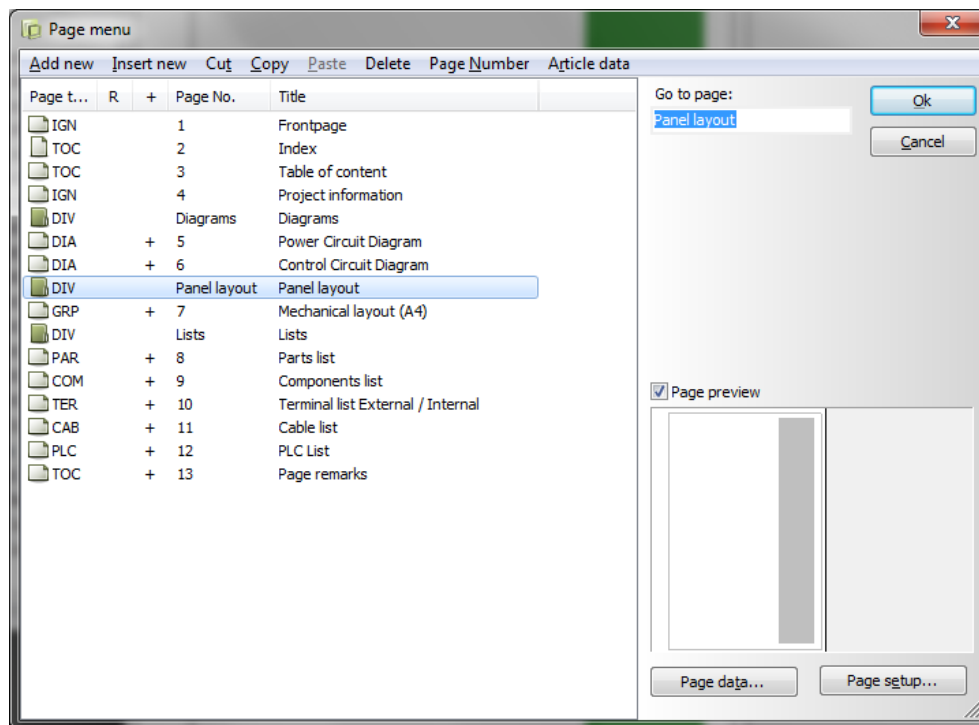 Page menu
Add new Insert new Cut Copy Paste Delete Page Number Article data
Page t... R + Page No. Title
IGN 1 Frontpage
TOC 2 Index
TOC 3 Table of content
IGN 4 Project information
DIV Diagrams Diagrams
DIA + 5 Power Circuit Diagram
DIA + 6 Control Circuit Diagram
DIV Panel layout Panel layout
GRP + 7 Mechanical layout (A4)
DIV Lists Lists
PAR + 8 Parts list
COM + 9 Components list
TER + 10 Terminal list External / Internal
CAB + 11 Cable list
PLC + 12 PLC List
TOC + 13 Page remarks
Go to page:
Panel layout
Ok
Cancel
Page preview
Page data...
Page setup...